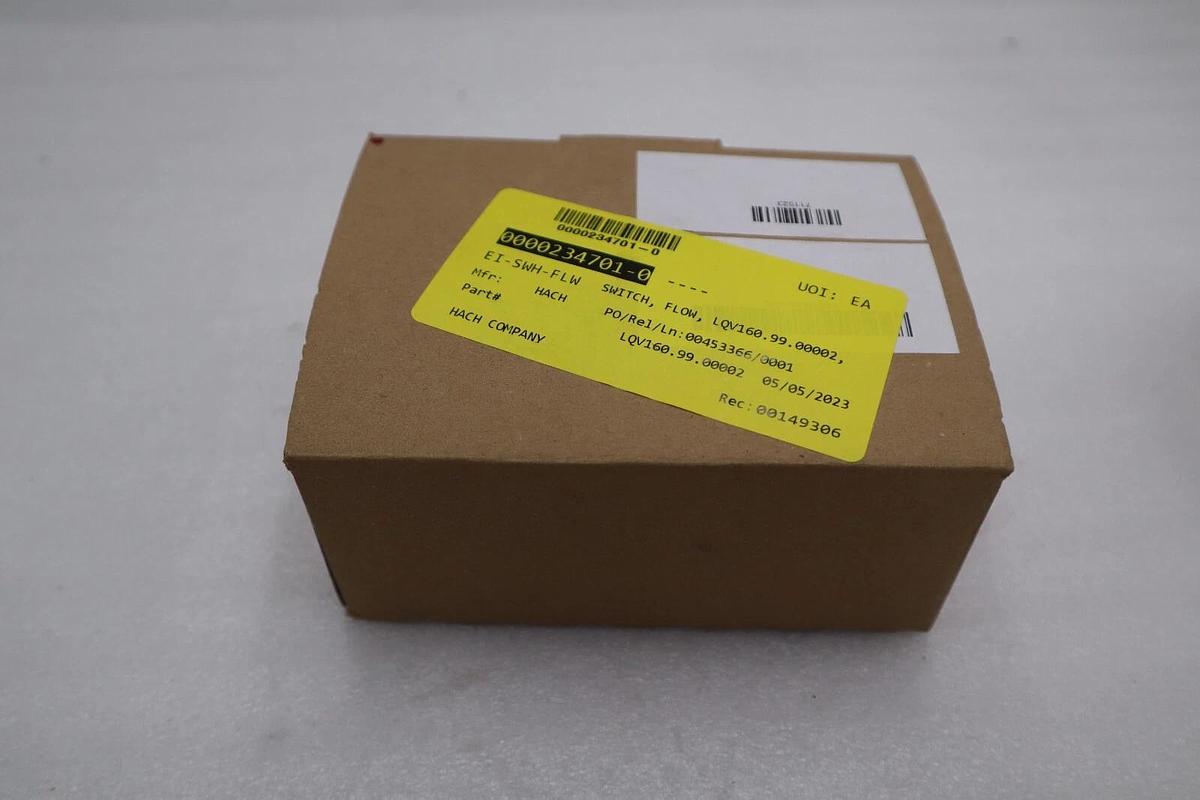 711523
0000234701-0
0000234701-0 ----
UOI: EA
EI-SWH-FLW SWITCH, FLOW, LQV160.99.00002,
Mfr: HACH PO/Rel/Ln:00453366/0001
Part# LQV160.99.00002 05/05/2023
HACH COMPANY Rec:00149306